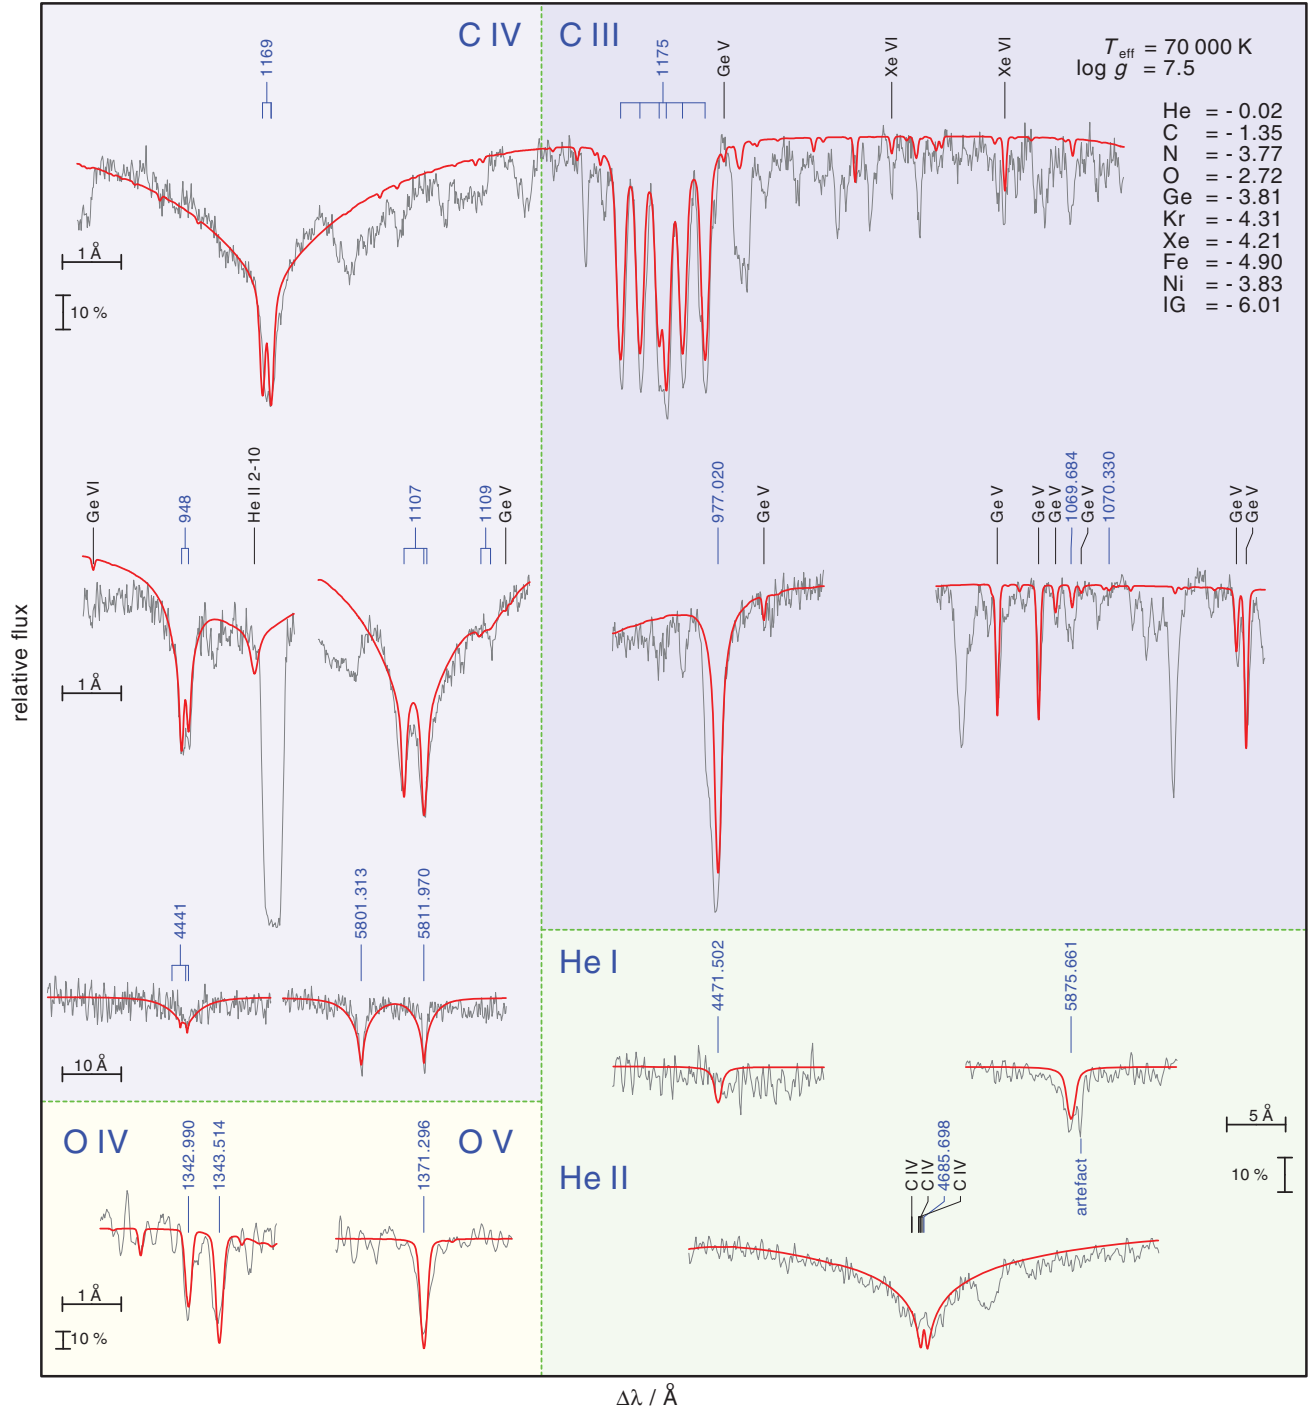 C IV
C III
1169
1175
Ge V
Xe VI
Xe VI
Teff = 70 000 K
log g = 7.5
He = - 0.02
C = - 1.35
N = - 3.77
O = - 2.72
Ge = - 3.81
Kr = - 4.31
Xe = - 4.21
Fe = - 4.90
Ni = - 3.83
IG = - 6.01
1 Å
10 %
Ge VI
948
He II 2-10
1107
1109
Ge V
977.020
Ge V
Ge V
Ge V
Ge V
1069.684
Ge V
1070.330
Ge V
Ge V
relative flux
1 Å
4441
5801.313
5811.970
10 Å
He I
4471.502
5875.661
artefact
5 Å
10 %
O IV
O V
1342.990
1343.514
1371.296
1 Å
10 %
He II
C IV
C IV
4685.698
C IV
Δλ / Å